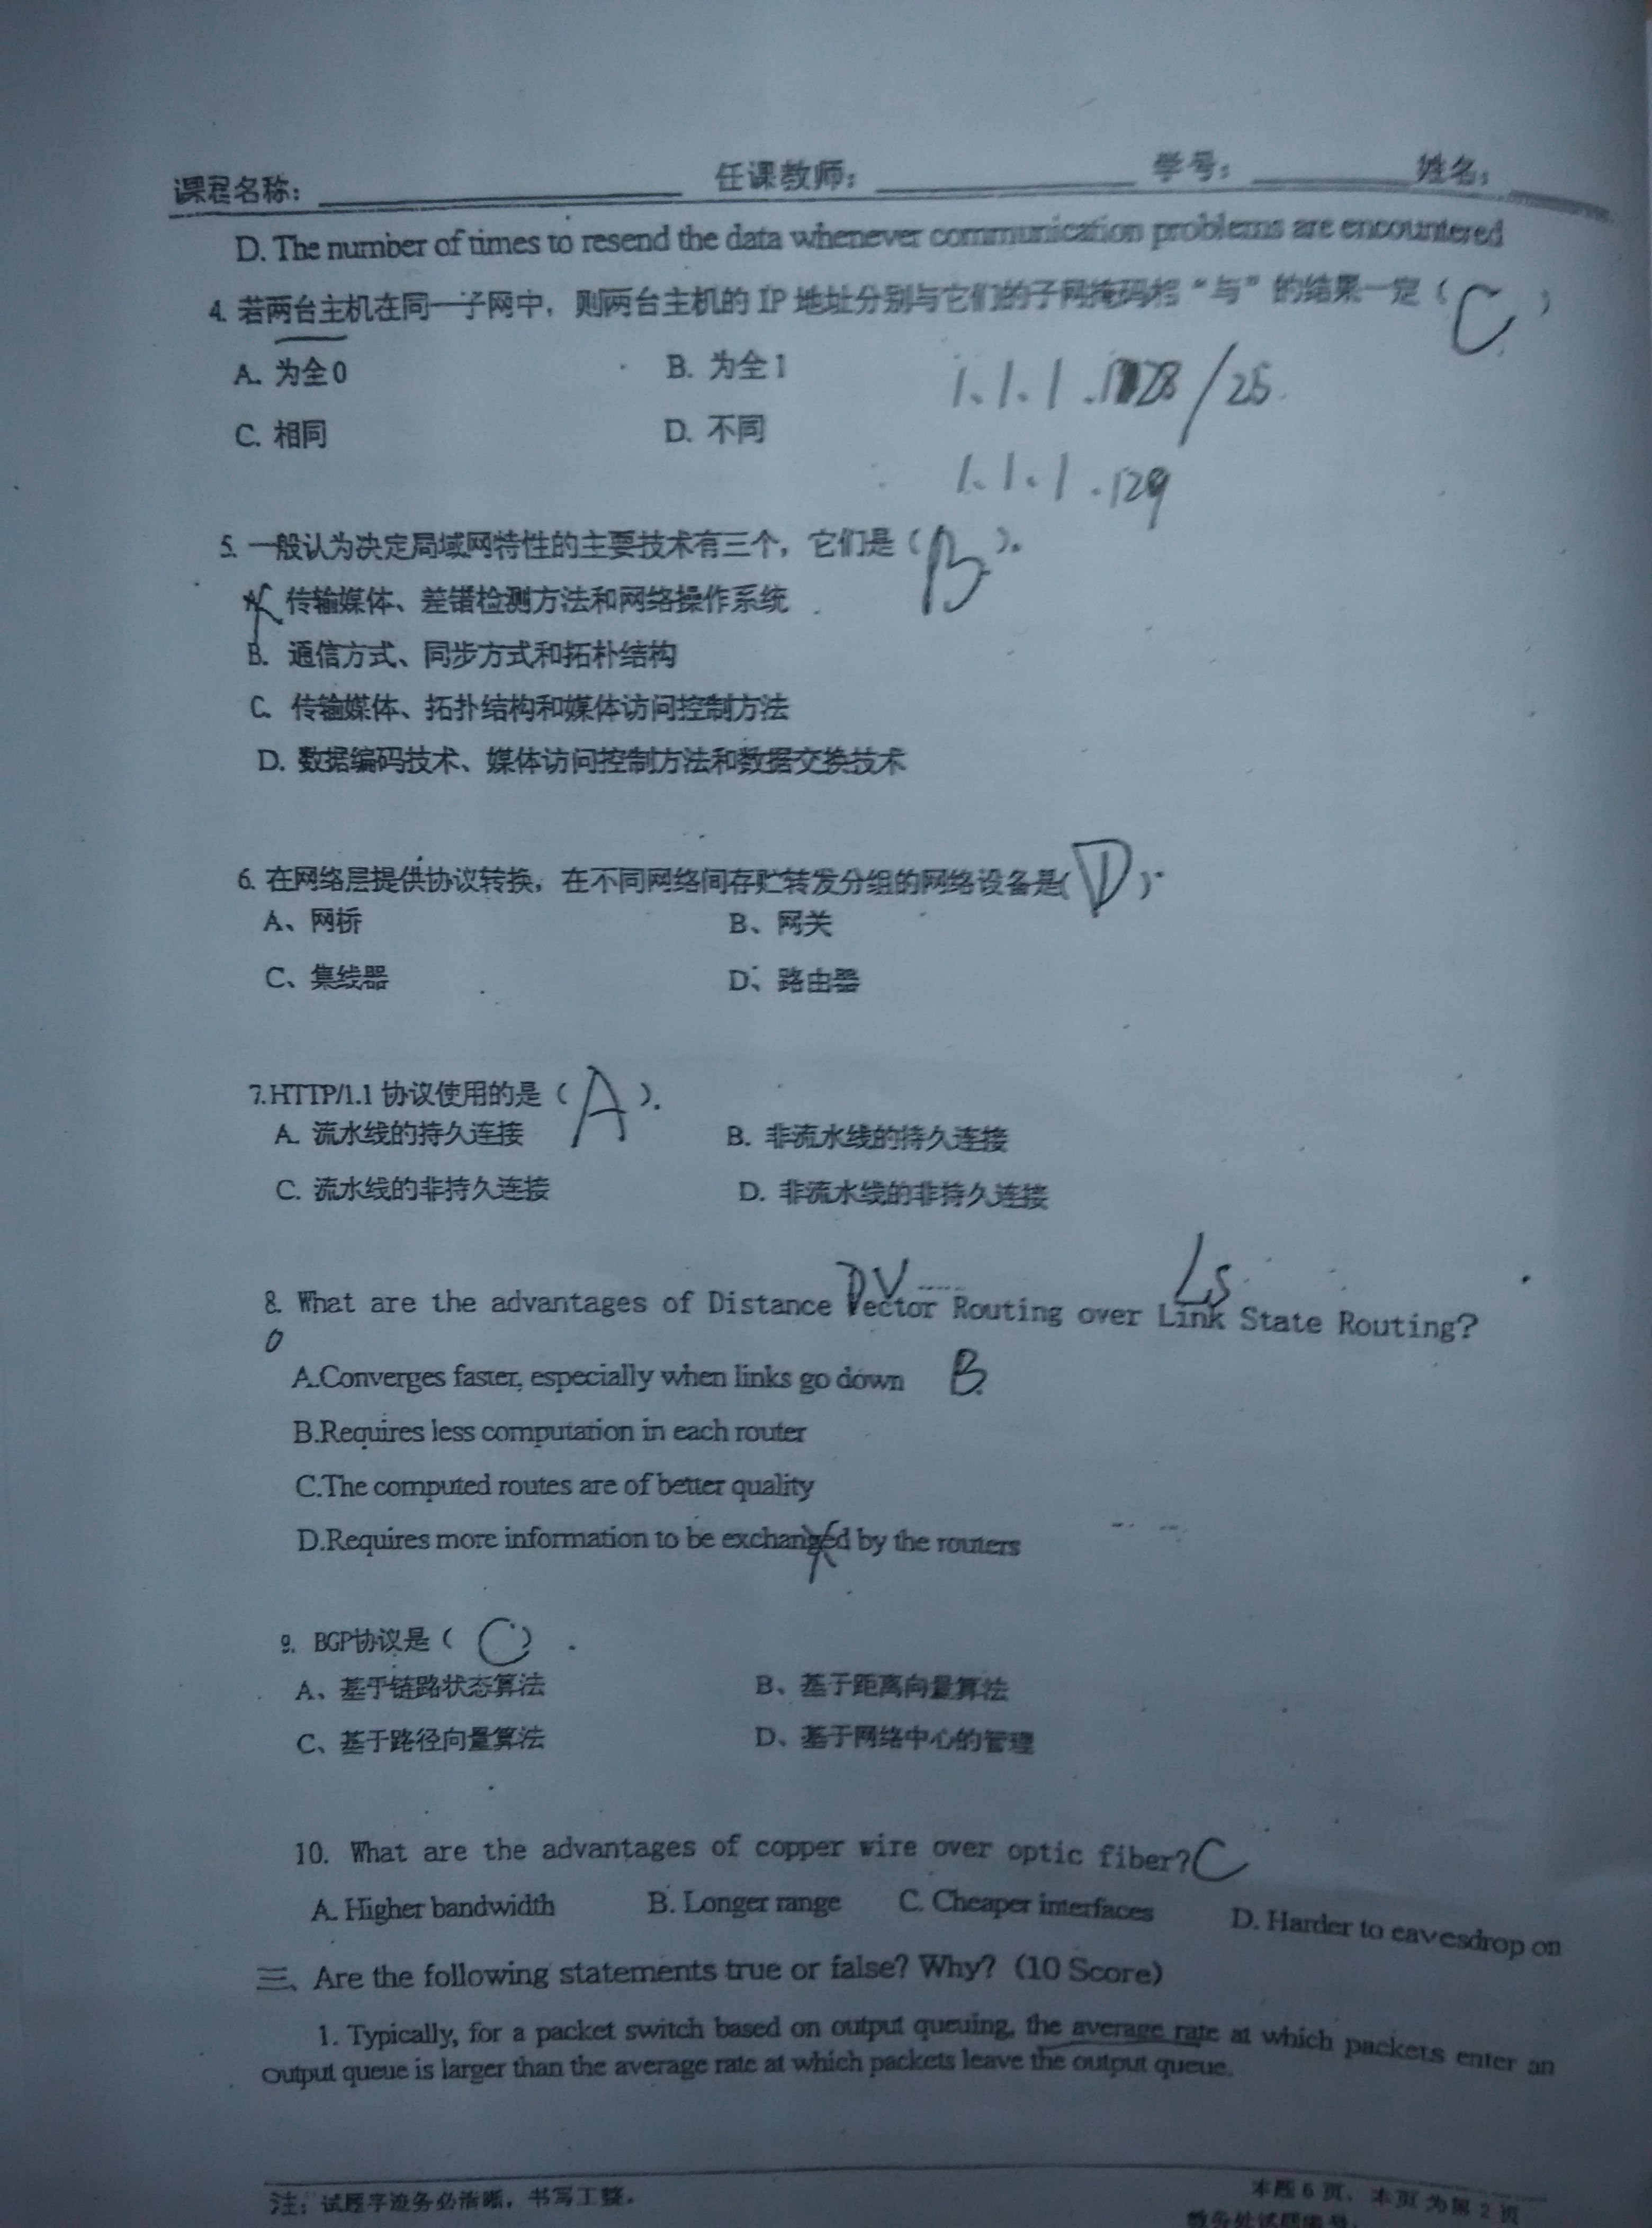 课程名称: 任课教师: 学号: 姓名:
D. The number of times to resend the data whenever communication problems are encountered
4. 若两台主机在同一子网中，则两台主机的 IP 地址分别与它们的子网掩码相“与”的结果一定（ C ）
A. 为全0 B. 为全1
1.1.1.128/25.
C. 相同 D. 不同
1.1.1.129
5. 一般认为决定局域网特性的主要技术有三个，它们是（ B ）。
A. 传输媒体、差错检测方法和网络操作系统
B. 通信方式、同步方式和拓朴结构
C. 传输媒体、拓扑结构和媒体访问控制方法
D. 数据编码技术、媒体访问控制方法和数据交换技术
6. 在网络层提供协议转换，在不同网络间存贮转发分组的网络设备是( D )
A、网桥 B、网关
C、集线器 D、路由器
7.HTTP/1.1 协议使用的是（ A ）.
A. 流水线的持久连接 B. 非流水线的持久连接
C. 流水线的非持久连接 D. 非流水线的非持久连接
DV LS
8. What are the advantages of Distance Vector Routing over Link State Routing?
A.Converges faster, especially when links go down B
B.Requires less computation in each router
C.The computed routes are of better quality
D.Requires more information to be exchanged by the routers
9. BGP协议是（ C ）.
A、基于链路状态算法 B、基于距离向量算法
C、基于路径向量算法 D、基于网络中心的管理
10. What are the advantages of copper wire over optic fiber? C
A. Higher bandwidth B. Longer range C. Cheaper interfaces D. Harder to eavesdrop on
三、Are the following statements true or false? Why?（10 Score）
1. Typically, for a packet switch based on output queuing, the average rate at which packets enter an
output queue is larger than the average rate at which packets leave the output queue.
注：试题字迹务必清晰，书写工整。 本题 6 页，本页为第 2 页